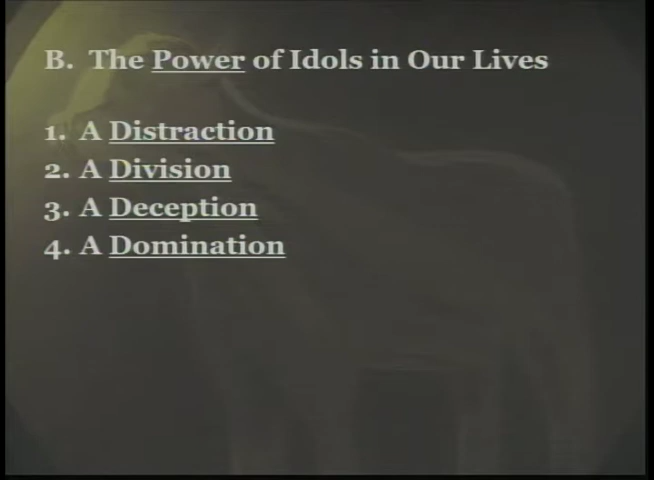 B. The Power of Idols in Our Lives
1. A Distraction
2. A Division
3. A Deception
4. A Domination